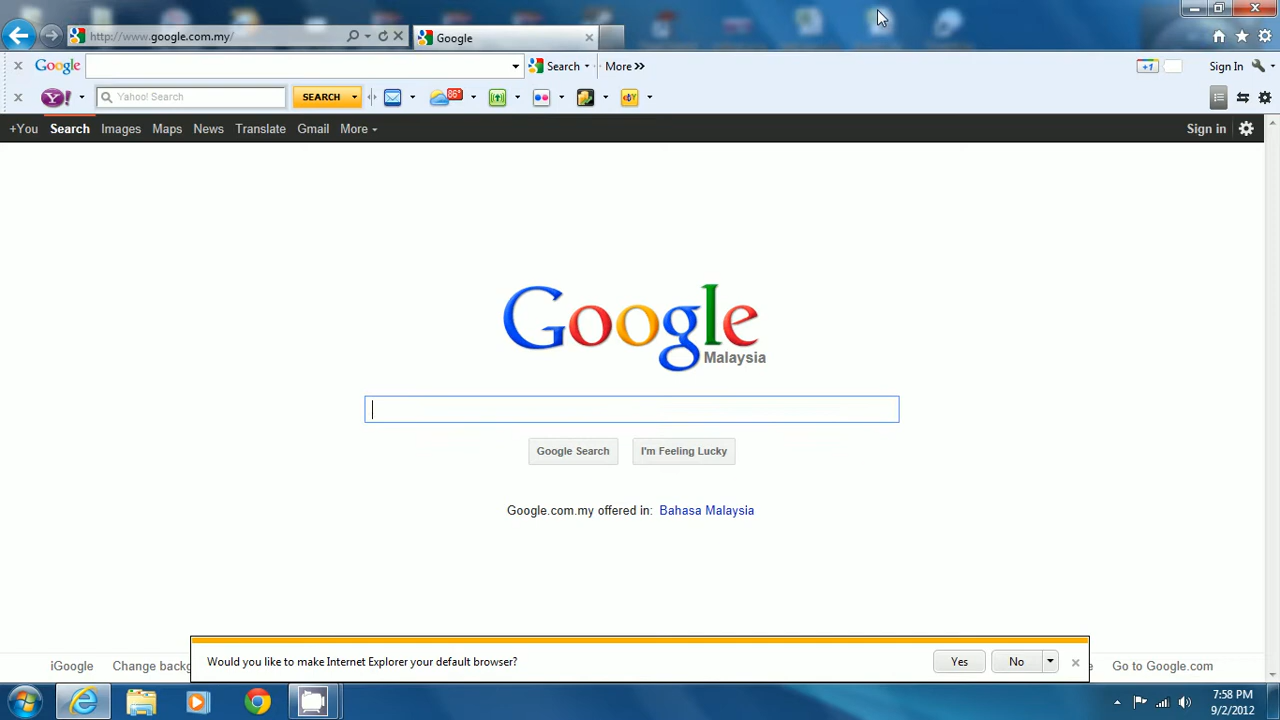 http://www.google.com.my/
Google
Google
Search
More »
+1
Sign In
Y!
Yahoo! Search
SEARCH
86°
eBY
+You Search Images Maps News Translate Gmail More
Sign in
Google
Malaysia
Google Search
I'm Feeling Lucky
Google.com.my offered in: Bahasa Malaysia
Would you like to make Internet Explorer your default browser?
Yes
No
iGoogle
Change backg
Go to Google.com
7:58 PM
9/2/2012